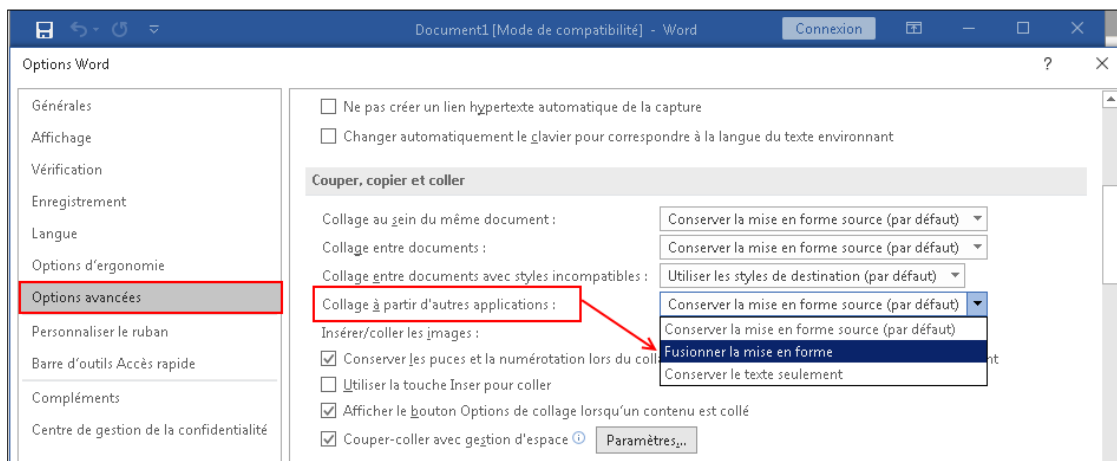 Document1 [Mode de compatibilité] - Word Connexion
Options Word
Générales
Affichage
Vérification
Enregistrement
Langue
Options d'ergonomie
Options avancées
Personnaliser le ruban
Barre d'outils Accès rapide
Compléments
Centre de gestion de la confidentialité
Ne pas créer un lien hypertexte automatique de la capture
Changer automatiquement le clavier pour correspondre à la langue du texte environnant
Couper, copier et coller
Collage au sein du même document : Conserver la mise en forme source (par défaut)
Collage entre documents : Conserver la mise en forme source (par défaut)
Collage entre documents avec styles incompatibles : Utiliser les styles de destination (par défaut)
Collage à partir d'autres applications : Conserver la mise en forme source (par défaut)
Conserver la mise en forme source (par défaut)
Fusionner la mise en forme
Conserver le texte seulement
Insérer/coller les images :
Conserver les puces et la numérotation lors du
Utiliser la touche Inser pour coller
Afficher le bouton Options de collage lorsqu'un contenu est collé
Couper-coller avec gestion d'espace Paramètres...